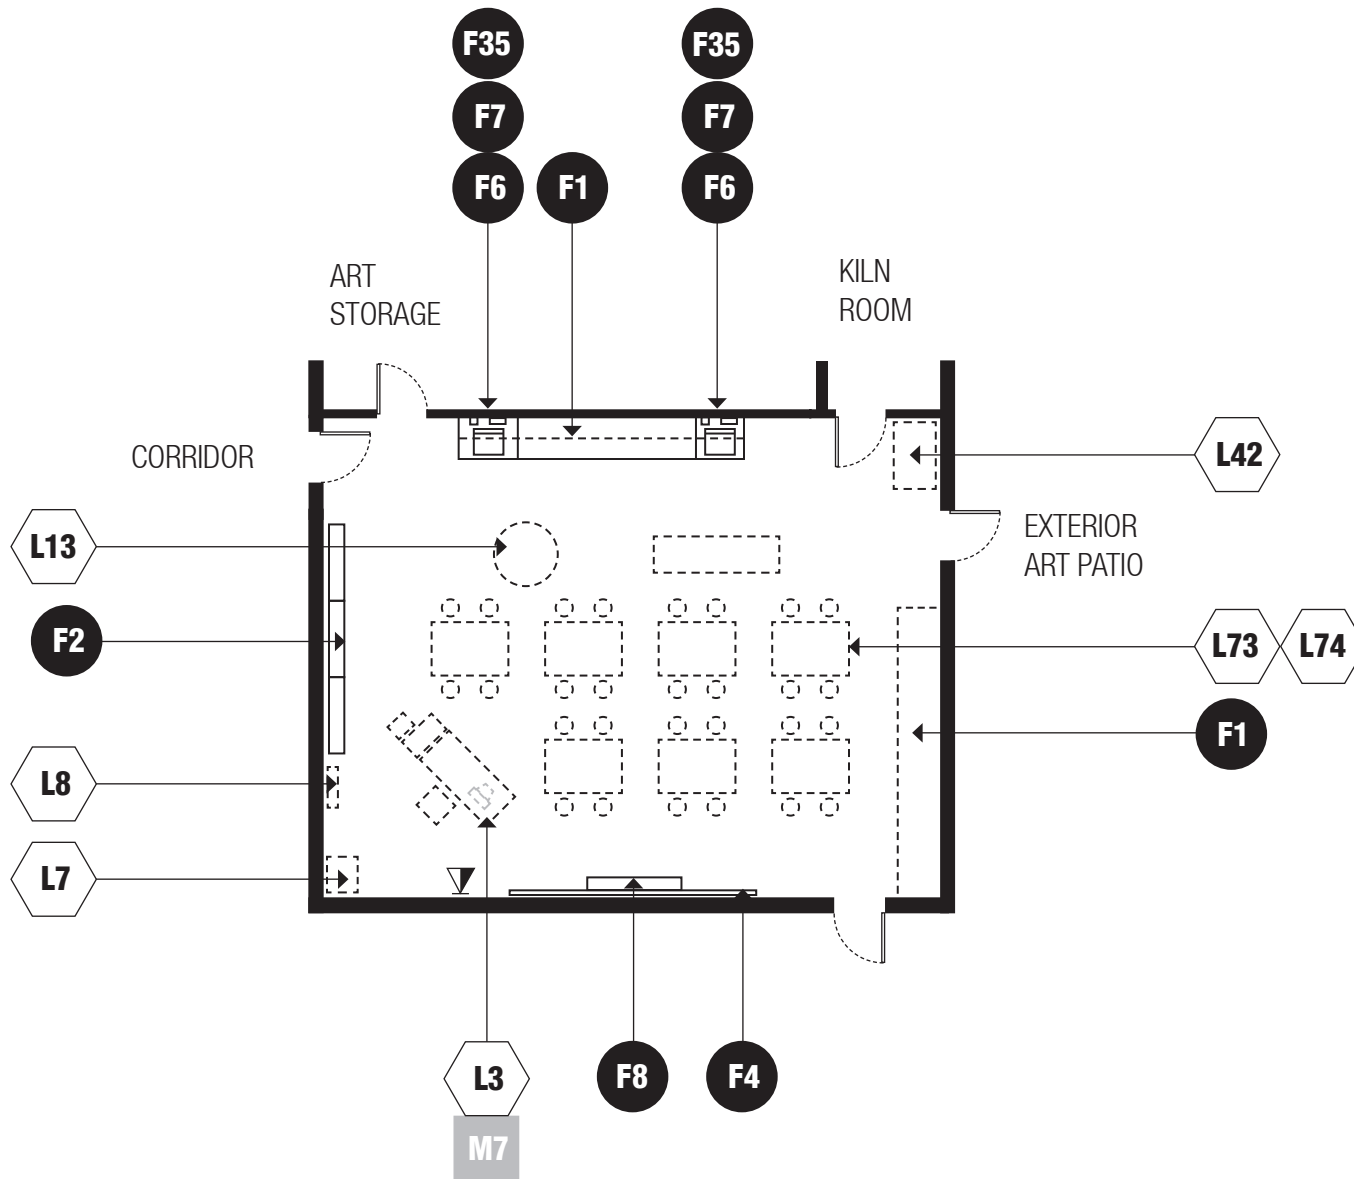 F35
F35
F7
F7
F6
F1
F6
ART
STORAGE
KILN
ROOM
CORRIDOR
L42
L13
EXTERIOR
ART PATIO
F2
L73
L74
F1
L8
L7
L3
F8
F4
M7